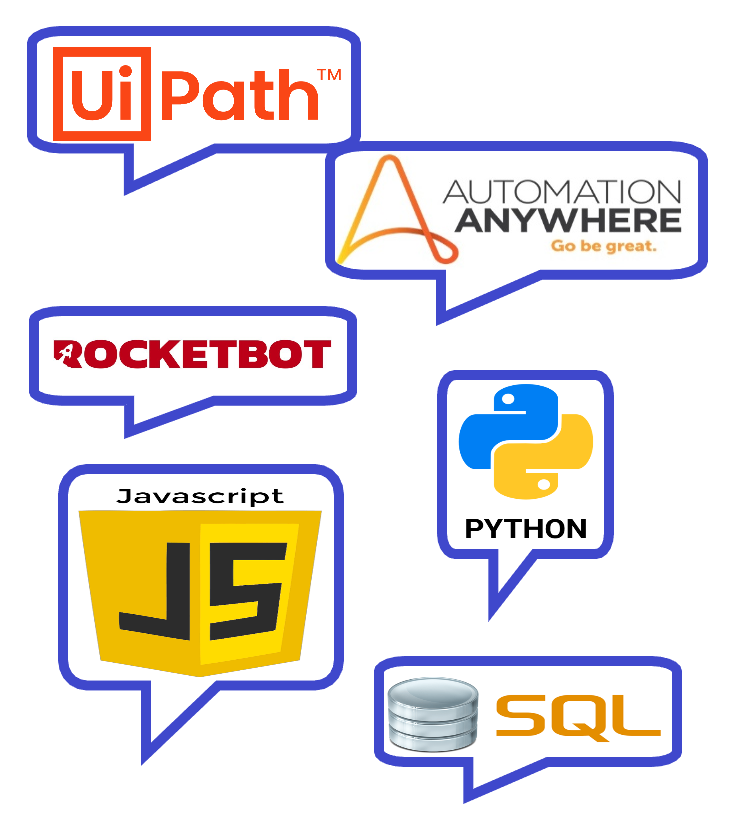 UiPath™
AUTOMATION
ANYWHERE
Go be great.
ROCKETBOT
PYTHON
Javascript
JS
SQL